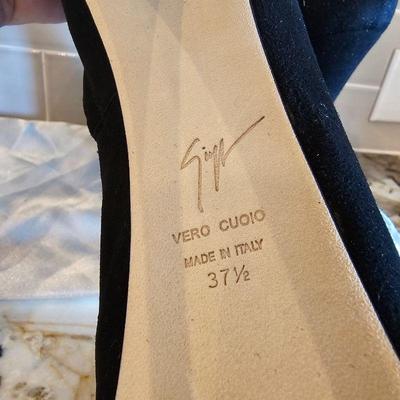 VERO CUOIO
MADE IN ITALY
37½